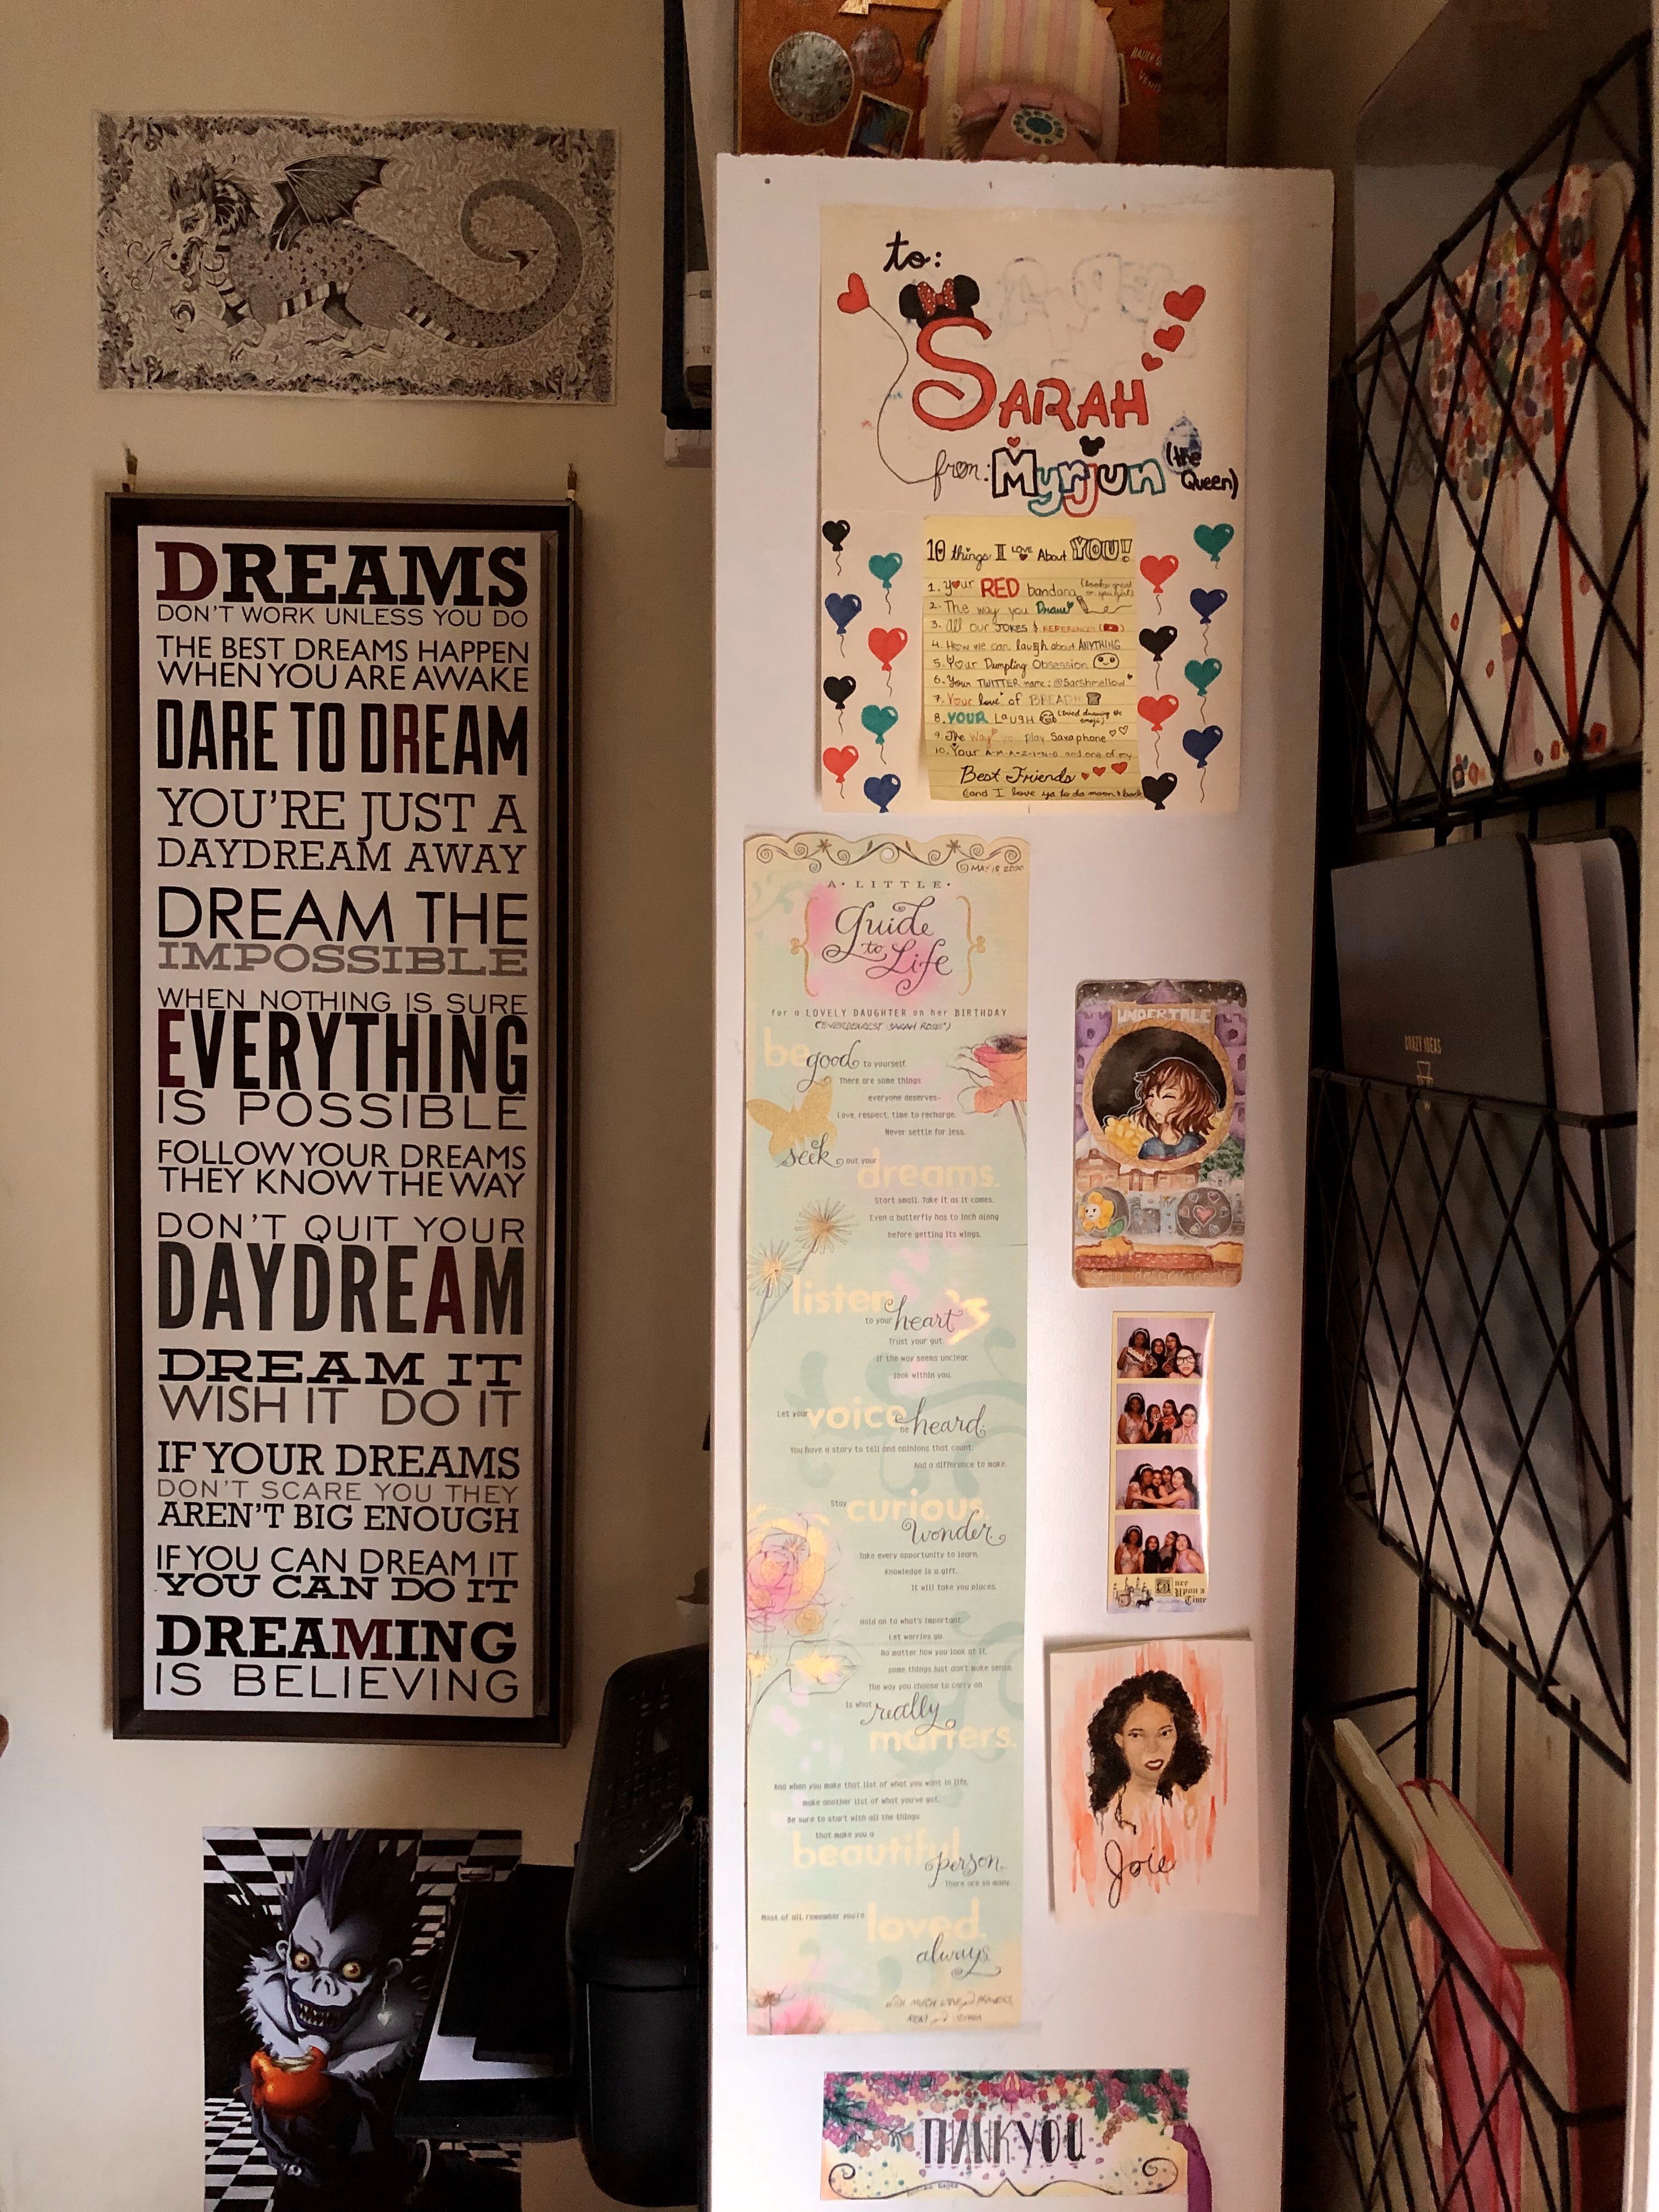 DREAMS
DON'T WORK UNLESS YOU DO
THE BEST DREAMS HAPPEN
WHEN YOU ARE AWAKE
DARE TO DREAM
YOU'RE JUST A
DAYDREAM AWAY
DREAM THE
IMPOSSIBLE
WHEN NOTHING IS SURE
EVERYTHING
IS POSSIBLE
FOLLOW YOUR DREAMS
THEY KNOW THE WAY
DON'T QUIT YOUR
DAYDREAM
DREAM IT
WISH IT DO IT
IF YOUR DREAMS
DON'T SCARE YOU THEY
AREN'T BIG ENOUGH
IF YOU CAN DREAM IT
YOU CAN DO IT
DREAMING
IS BELIEVING
to:
SARAH
from: Myrjun (the Queen)
10 things I LOVE About YOU!
1. Your RED bandana
2. The way you Draw
3. All our JOKES & REFERENCES
4. How we can laugh about ANYTHING
5. Your Dumpling Obsession
6. Your TWITTER name: @Sarshmellow
7. Your love of BREAD
8. YOUR LAUGH
9. The Way play Saxaphone
10. Your A-M-A-Z-I-N-G and one of my
Best Friends
(and I love ya to da moon & back
MAY 18, 2020
A · LITTLE ·
Guide
to Life
for a LOVELY DAUGHTER on her BIRTHDAY
be good to yourself.
There are some things
everyone deserves-
Love, respect, time to recharge.
Never settle for less.
seek out your dreams.
Start small. Take it as it comes.
Even a butterfly has to inch along
before getting its wings.
listen
to your heart
Trust your gut.
If the way seems unclear,
look within you.
Let your voice be heard.
You have a story to tell and opinions that count.
And a difference to make.
Stay curious.
Wonder.
Take every opportunity to learn.
Knowledge is a gift.
It will take you places.
Hold on to what's important.
Let worries go
No matter how you look at it,
some things just don't make sense.
The way you choose to carry on
Is what really
matters.
And when you make that list of what you want in life,
make another list of what you've got.
Be sure to start with all the things
that make you a
beautiful
person.
There are so many.
Most of all remember you're loved.
always
UNDERTALE
Once
Upon a
Time
Joie
THANK YOU
CRAZY IDEAS